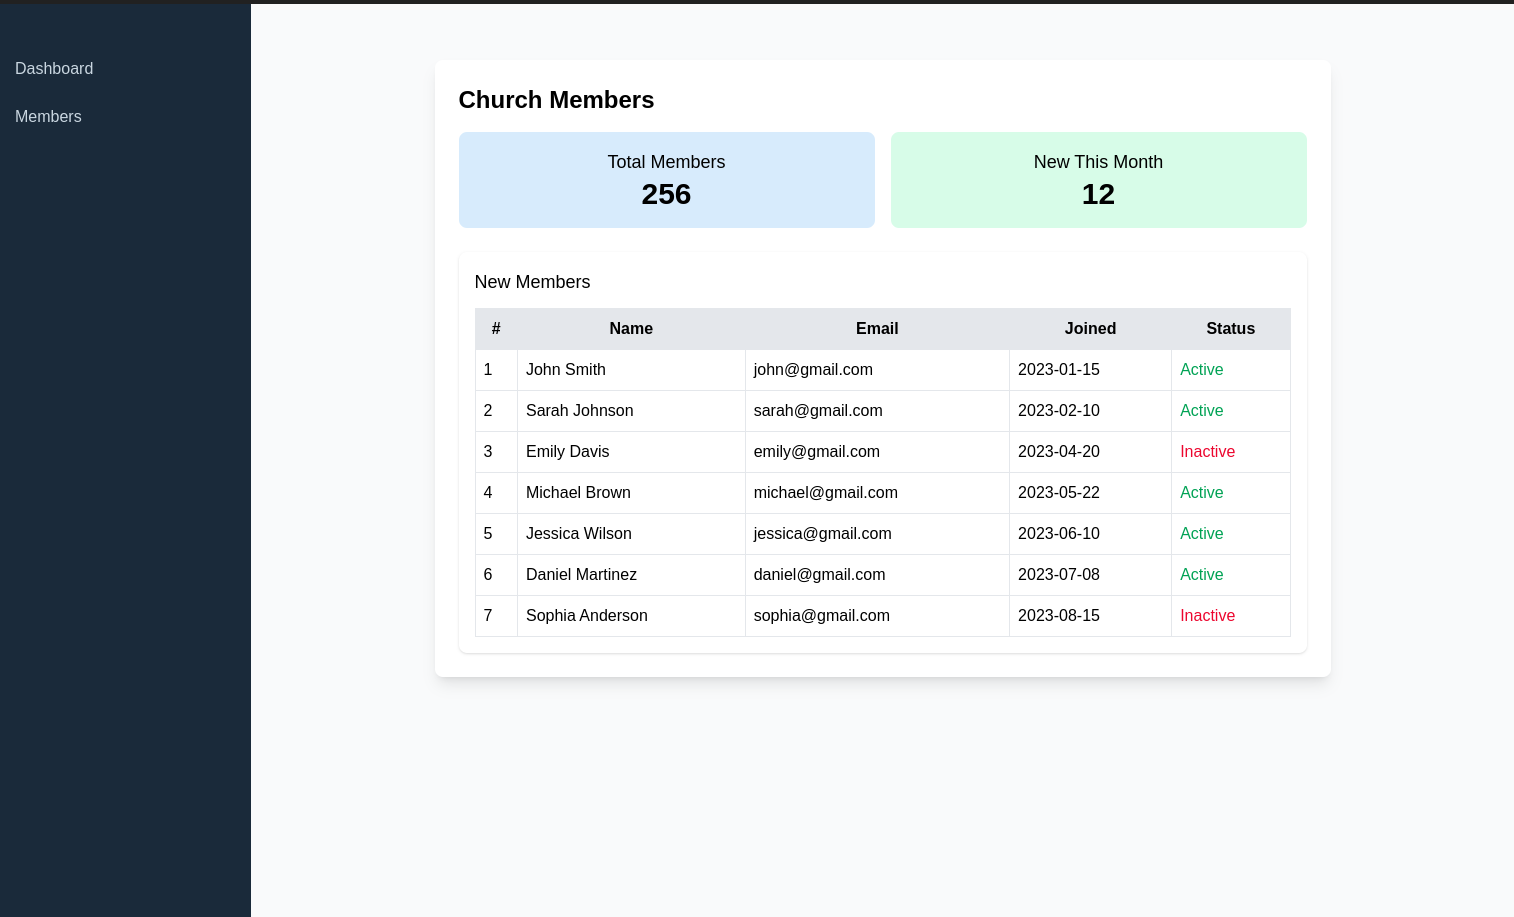 Dashboard
Members
Church Members
Total Members
256
New This Month
12
New Members
# Name Email Joined Status
1 John Smith john@gmail.com 2023-01-15 Active
2 Sarah Johnson sarah@gmail.com 2023-02-10 Active
3 Emily Davis emily@gmail.com 2023-04-20 Inactive
4 Michael Brown michael@gmail.com 2023-05-22 Active
5 Jessica Wilson jessica@gmail.com 2023-06-10 Active
6 Daniel Martinez daniel@gmail.com 2023-07-08 Active
7 Sophia Anderson sophia@gmail.com 2023-08-15 Inactive